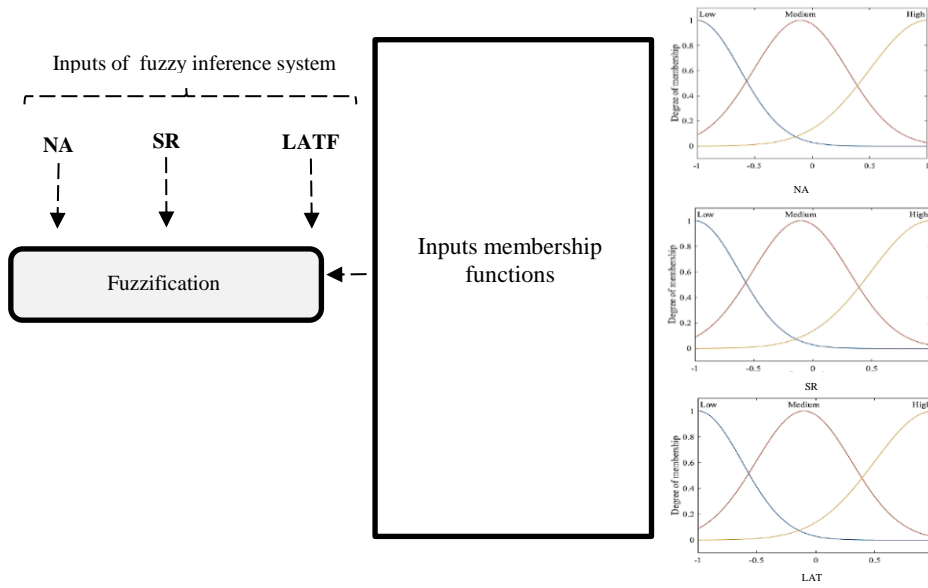 Inputs of fuzzy inference system
NA SR LATF
Fuzzification
Inputs membership
functions
Low Medium High
Degree of membership
1
0.8
0.6
0.4
0.2
0
-1 -0.5 0 0.5 1
NA
Low Medium High
Degree of membership
1
0.8
0.6
0.4
0.2
0
-1 -0.5 0 0.5 1
SR
Low Medium High
Degree of membership
1
0.8
0.6
0.4
0.2
0
-1 -0.5 0 0.5 1
LAT